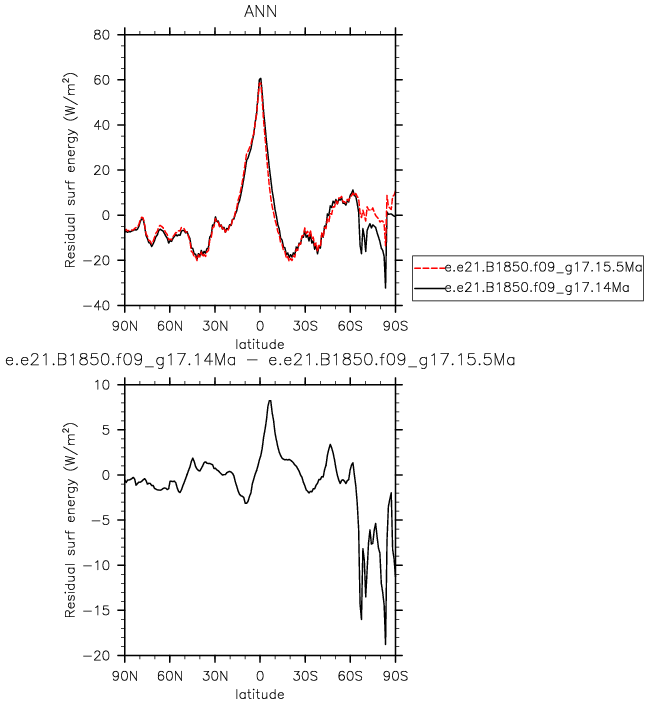 ANN
Residual surf energy (W/m²)
80
60
40
20
0
−20
−40
90N 60N 30N 0 30S 60S 90S
latitude
e.e21.B1850.f09_g17.15.5Ma
e.e21.B1850.f09_g17.14Ma
e.e21.B1850.f09_g17.14Ma − e.e21.B1850.f09_g17.15.5Ma
Residual surf energy (W/m²)
10
5
0
−5
−10
−15
−20
90N 60N 30N 0 30S 60S 90S
latitude